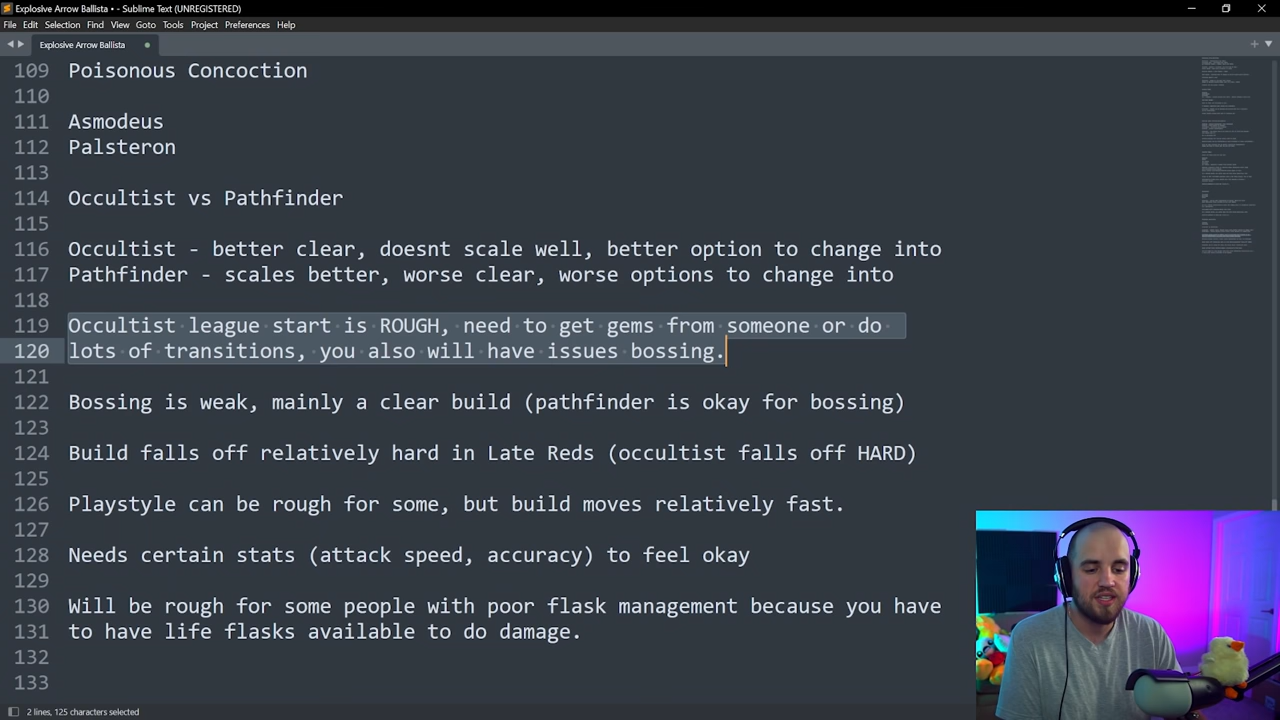 Explosive Arrow Ballista • - Sublime Text (UNREGISTERED)
File Edit Selection Find View Goto Tools Project Preferences Help
Explosive Arrow Ballista
109 Poisonous Concoction
110
111 Asmodeus
112 Palsteron
113
114 Occultist vs Pathfinder
115
116 Occultist - better clear, doesnt scale well, better option to change into
117 Pathfinder - scales better, worse clear, worse options to change into
118
119 Occultist league start is ROUGH, need to get gems from someone or do
120 lots of transitions, you also will have issues bossing.
121
122 Bossing is weak, mainly a clear build (pathfinder is okay for bossing)
123
124 Build falls off relatively hard in Late Reds (occultist falls off HARD)
125
126 Playstyle can be rough for some, but build moves relatively fast.
127
128 Needs certain stats (attack speed, accuracy) to feel okay
129
130 Will be rough for some people with poor flask management because you have
131 to have life flasks available to do damage.
132
133
2 lines, 125 characters selected